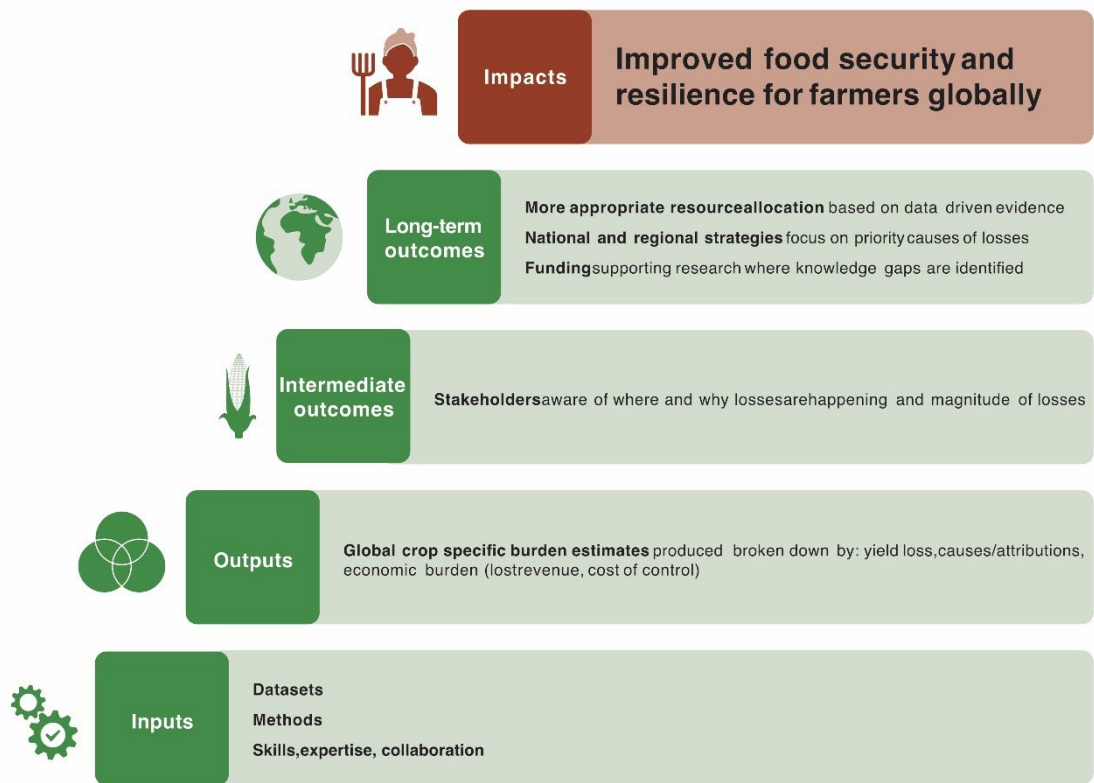 Impacts
Improved food security and
resilience for farmers globally
Long-term
outcomes
More appropriate resourceallocation based on data driven evidence
National and regional strategies focus on priority causes of losses
Fundingsupporting research where knowledge gaps are identified
Intermediate
outcomes
Stakeholdersaware of where and why lossesarehappening and magnitude of losses
Outputs
Global crop specific burden estimates produced broken down by: yield loss,causes/attributions,
economic burden (lostrevenue, cost of control)
Inputs
Datasets
Methods
Skills,expertise, collaboration